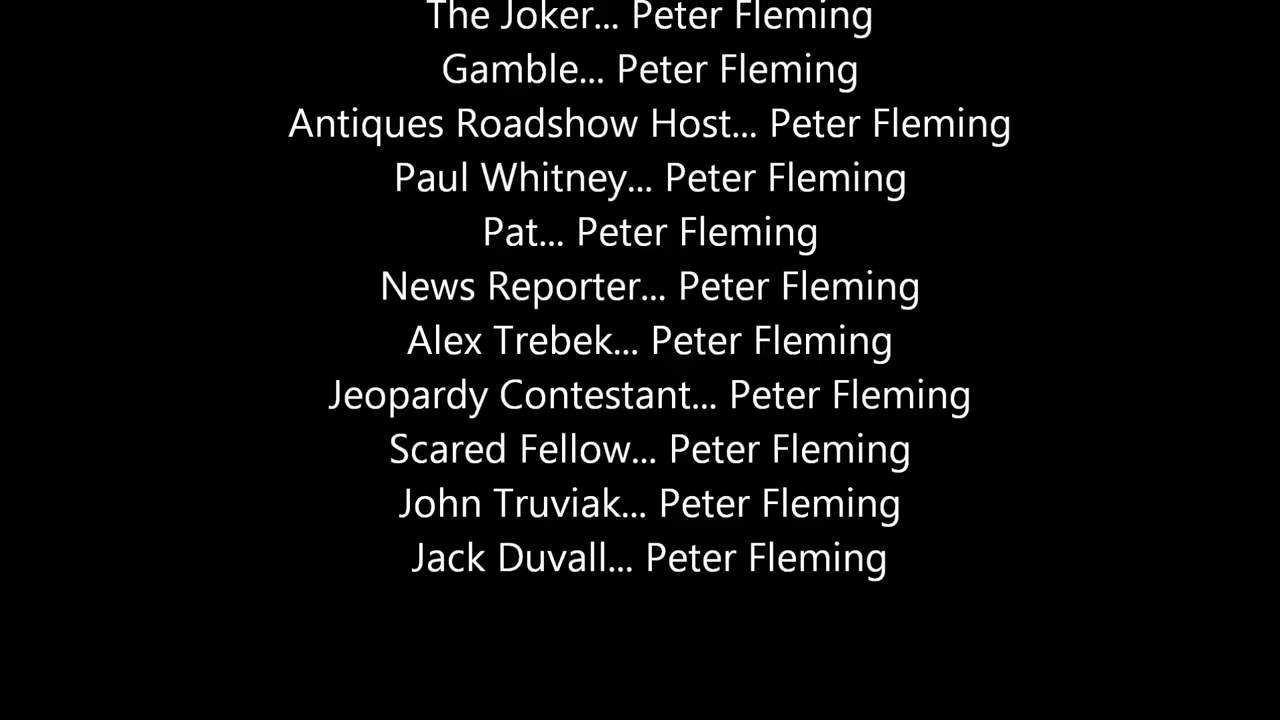 The Joker... Peter Fleming
Gamble... Peter Fleming
Antiques Roadshow Host... Peter Fleming
Paul Whitney... Peter Fleming
Pat... Peter Fleming
News Reporter... Peter Fleming
Alex Trebek... Peter Fleming
Jeopardy Contestant... Peter Fleming
Scared Fellow... Peter Fleming
John Truviak... Peter Fleming
Jack Duvall... Peter Fleming